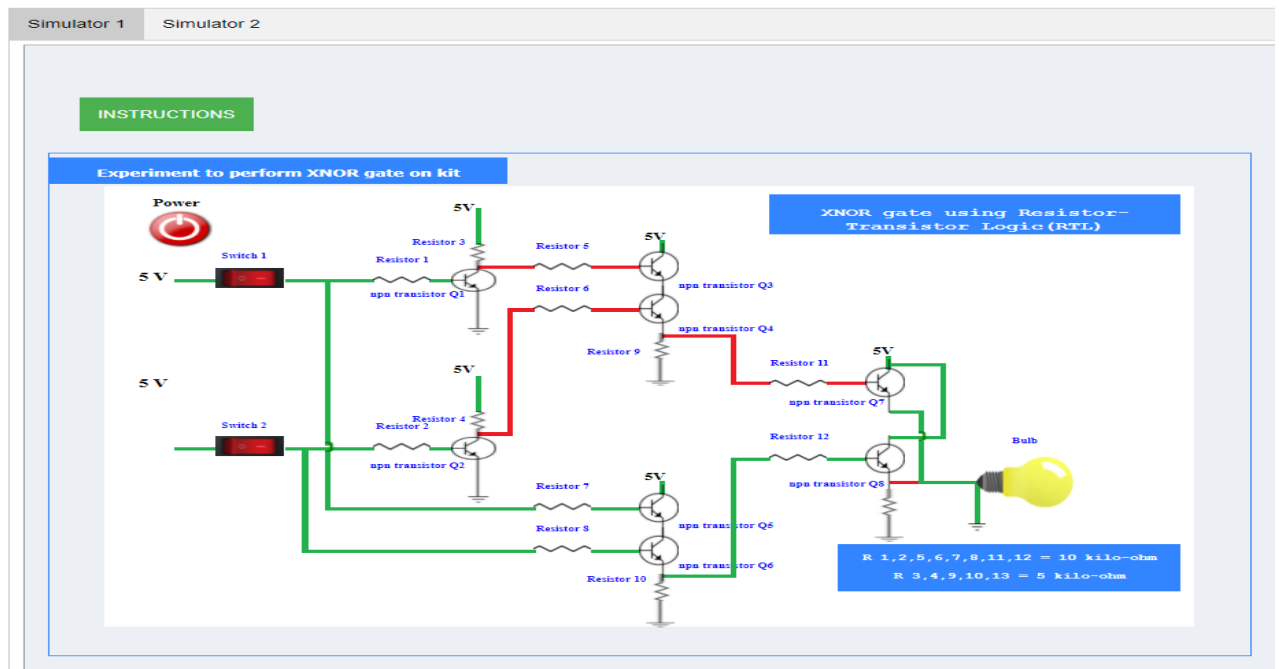 Simulator 1
Simulator 2
INSTRUCTIONS
Experiment to perform XNOR gate on kit
Power
XNOR gate using Resistor-
Transistor Logic(RTL)
5V
Resistor 3
Resistor 5
5V
Switch 1
Resistor 1
5 V
npn transistor Q1
Resistor 6
npn transistor Q3
npn transistor Q4
Resistor 9
5V
5V
5 V
Resistor 11
npn transistor Q7
Resistor 4
Switch 2
Resistor 2
Resistor 12
Bulb
npn transistor Q2
5V
Resistor 7
npn transistor Q8
npn transistor Q5
Resistor 8
npn transistor Q6
Resistor 10
R 1,2,5,6,7,8,11,12 = 10 kilo-ohm
R 3,4,9,10,13 = 5 kilo-ohm